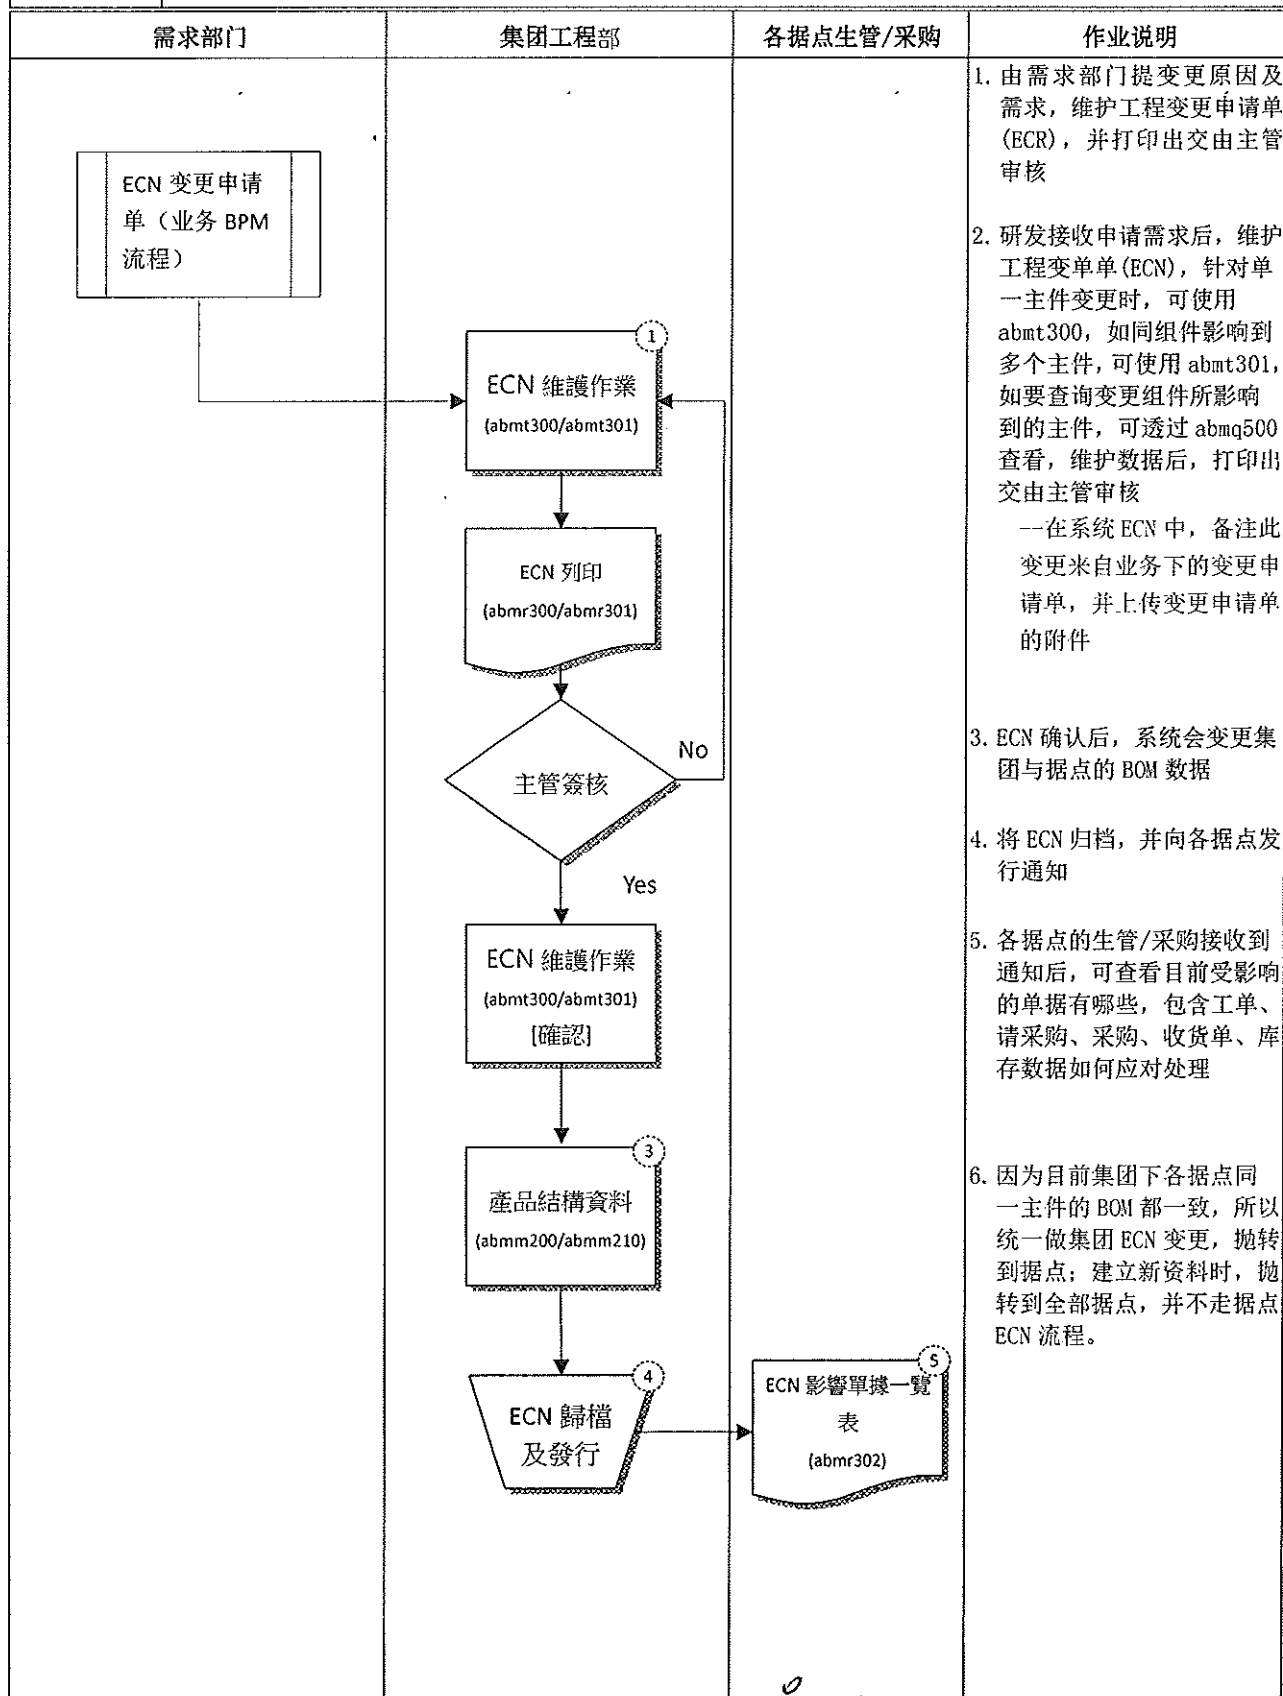 需求部门
集团工程部
各据点生管/采购
作业说明
ECN 变更申请
单（业务 BPM
流程）
1
ECN 維護作業
(abmt300/abmt301)
ECN 列印
(abmr300/abmr301)
主管簽核
No
Yes
ECN 維護作業
(abmt300/abmt301)
[確認]
3
產品結構資料
(abmm200/abmm210)
4
ECN 歸檔
及發行
5
ECN 影響單據一覽
表
(abmr302)
1. 由需求部门提变更原因及
需求，维护工程变更申请单
(ECR)，并打印出交由主管
审核
2. 研发接收申请需求后，维护
工程变单单(ECN)，针对单
一主件变更时，可使用
abmt300，如同组件影响到
多个主件，可使用 abmt301，
如要查询变更组件所影响
到的主件，可透过 abmq500
查看，维护数据后，打印出
交由主管审核
--在系统 ECN 中，备注此
变更来自业务下的变更申
请单，并上传变更申请单
的附件
3. ECN 确认后，系统会变更集
团与据点的 BOM 数据
4. 将 ECN 归档，并向各据点发
行通知
5. 各据点的生管/采购接收到
通知后，可查看目前受影响
的单据有哪些，包含工单、
请采购、采购、收货单、库
存数据如何应对处理
6. 因为目前集团下各据点同
一主件的 BOM 都一致，所以
统一做集团 ECN 变更，抛转
到据点；建立新资料时，抛
转到全部据点，并不走据点
ECN 流程。